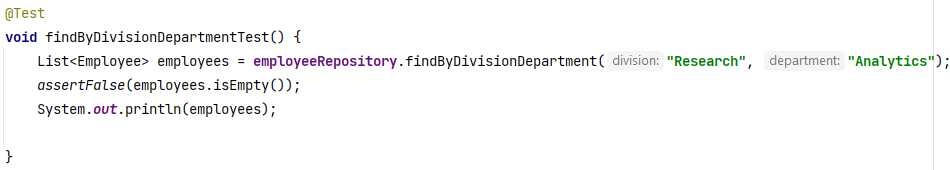 @Test
void findByDivisionDepartmentTest() {
    List<Employee> employees = employeeRepository.findByDivisionDepartment( division: "Research", department: "Analytics");
    assertFalse(employees.isEmpty());
    System.out.println(employees);
}